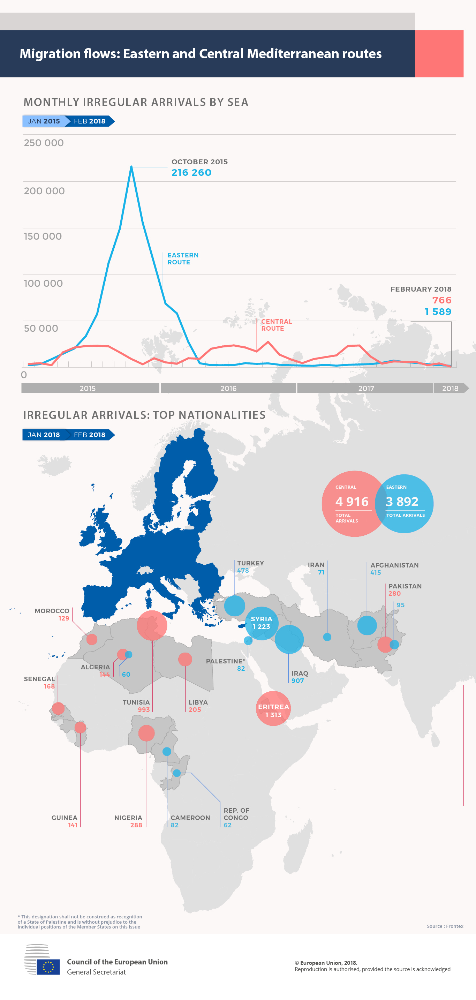 Migration flows: Eastern and Central Mediterranean routes
MONTHLY IRREGULAR ARRIVALS BY SEA
JAN 2015 FEB 2018
250 000
OCTOBER 2015
216 260
200 000
150 000
EASTERN
ROUTE
100 000
FEBRUARY 2018
766
1 589
CENTRAL
ROUTE
50 000
0
2015 2016 2017 2018
IRREGULAR ARRIVALS: TOP NATIONALITIES
JAN 2018 FEB 2018
CENTRAL
4 916
TOTAL
ARRIVALS
EASTERN
3 892
TOTAL ARRIVALS
TURKEY
478
IRAN
71
AFGHANISTAN
415
PAKISTAN
280
95
MOROCCO
129
SYRIA
1 223
PALESTINE*
82
IRAQ
907
ALGERIA
144
60
SENEGAL
168
TUNISIA
993
LIBYA
205
ERITREA
1 313
GUINEA
141
NIGERIA
288
CAMEROON
82
REP. OF
CONGO
62
* This designation shall not be construed as recognition
of a State of Palestine and is without prejudice to the
individual positions of the Member States on this issue
Source : Frontex
Council of the European Union
General Secretariat
© European Union, 2018.
Reproduction is authorised, provided the source is acknowledged